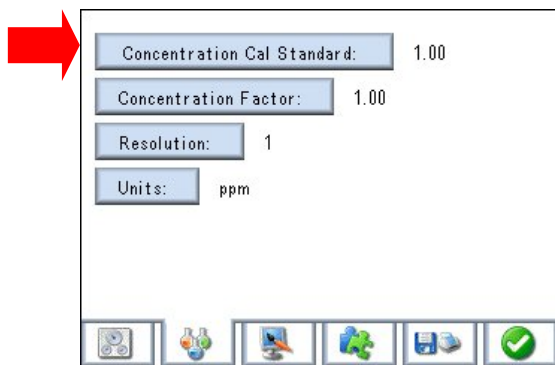 Concentration Cal Standard: 1.00
Concentration Factor: 1.00
Resolution: 1
Units: ppm